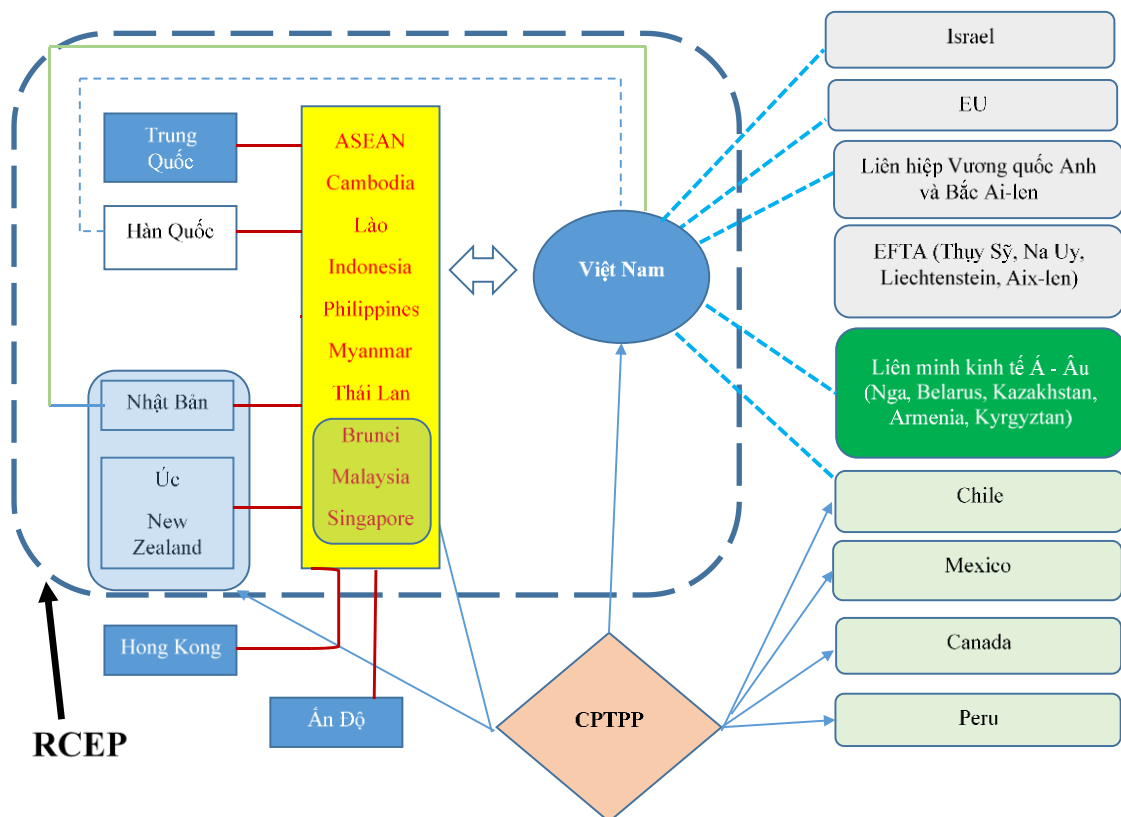 Trung
Quốc
Hàn Quốc
Nhật Bản
Úc
New
Zealand
Hong Kong
Ấn Độ
RCEP
ASEAN
Cambodia
Lào
Indonesia
Philippines
Myanmar
Thái Lan
Brunei
Malaysia
Singapore
Việt Nam
CPTPP
Israel
EU
Liên hiệp Vương quốc Anh
và Bắc Ai-len
EFTA (Thụy Sỹ, Na Uy,
Liechtenstein, Aix-len)
Liên minh kinh tế Á - Âu
(Nga, Belarus, Kazakhstan,
Armenia, Kyrgyztan)
Chile
Mexico
Canada
Peru